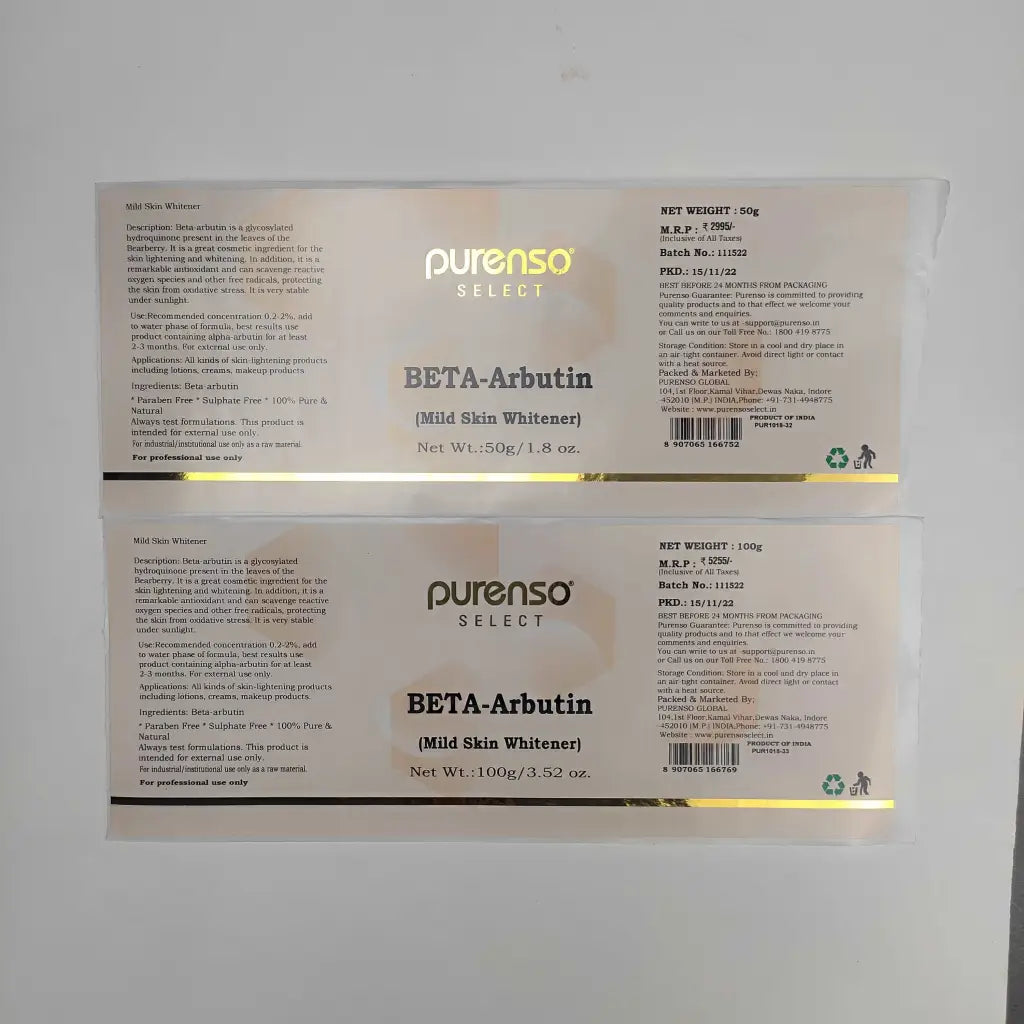 Mild Skin Whitener
Description: Beta-arbutin is a glycosylated
hydroquinone present in the leaves of the
Bearberry. It is a great cosmetic ingredient for the
skin lightening and whitening. In addition, it is a
remarkable antioxidant and can scavenge reactive
oxygen species and other free radicals, protecting
the skin from oxidative stress. It is very stable
under sunlight.
Use:Recommended concentration 0.2-2%, add
to water phase of formula, best results use
product containing alpha-arbutin for at least
2-3 months. For external use only.
Applications: All kinds of skin-lightening products
including lotions, creams, makeup products.
Ingredients: Beta-arbutin
* Paraben Free * Sulphate Free * 100% Pure &
Natural
Always test formulations. This product is
intended for external use only.
For industrial/institutional use only as a raw material.
For professional use only
purenso®
SELECT
BETA-Arbutin
(Mild Skin Whitener)
Net Wt.:50g/1.8 oz.
NET WEIGHT : 50g
M.R.P : ₹ 2995/-
(Inclusive of All Taxes)
Batch No.: 111522
PKD.: 15/11/22
BEST BEFORE 24 MONTHS FROM PACKAGING
Purenso Guarantee: Purenso is committed to providing
quality products and to that effect we welcome your
comments and enquiries.
You can write to us at -support@purenso.in
or Call us on our Toll Free No.: 1800 419 8775
Storage Condition: Store in a cool and dry place in
an air-tight container. Avoid direct light or contact
with a heat source.
Packed & Marketed By;
PURENSO GLOBAL
104,1st Floor,Kamal Vihar,Dewas Naka, Indore
-452010 (M.P.) INDIA,Phone: +91-731-4948775
Website : www.purensoselect.in
PRODUCT OF INDIA
PUR1018-32
8 907065 166752
Mild Skin Whitener
Description: Beta-arbutin is a glycosylated
hydroquinone present in the leaves of the
Bearberry. It is a great cosmetic ingredient for the
skin lightening and whitening. In addition, it is a
remarkable antioxidant and can scavenge reactive
oxygen species and other free radicals, protecting
the skin from oxidative stress. It is very stable
under sunlight.
Use:Recommended concentration 0.2-2%, add
to water phase of formula, best results use
product containing alpha-arbutin for at least
2-3 months. For external use only.
Applications: All kinds of skin-lightening products
including lotions, creams, makeup products.
Ingredients: Beta-arbutin
* Paraben Free * Sulphate Free * 100% Pure &
Natural
Always test formulations. This product is
intended for external use only.
For industrial/institutional use only as a raw material.
For professional use only
purenso®
SELECT
BETA-Arbutin
(Mild Skin Whitener)
Net Wt.:100g/3.52 oz.
NET WEIGHT : 100g
M.R.P : ₹ 5255/-
(Inclusive of All Taxes)
Batch No.: 111522
PKD.: 15/11/22
BEST BEFORE 24 MONTHS FROM PACKAGING
Purenso Guarantee: Purenso is committed to providing
quality products and to that effect we welcome your
comments and enquiries.
You can write to us at -support@purenso.in
or Call us on our Toll Free No.: 1800 419 8775
Storage Condition: Store in a cool and dry place in
an air-tight container. Avoid direct light or contact
with a heat source.
Packed & Marketed By;
PURENSO GLOBAL
104,1st Floor,Kamal Vihar,Dewas Naka, Indore
-452010 (M.P.) INDIA,Phone: +91-731-4948775
Website : www.purensoselect.in
PRODUCT OF INDIA
PUR1018-33
8 907065 166769